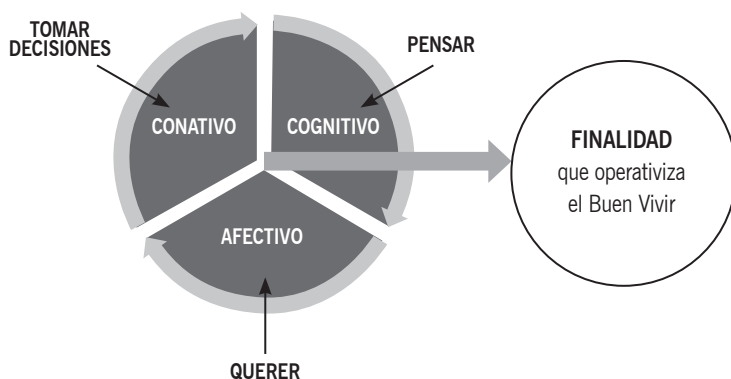 TOMAR
DECISIONES
PENSAR
CONATIVO
COGNITIVO
AFECTIVO
QUERER
FINALIDAD
que operativiza
el Buen Vivir